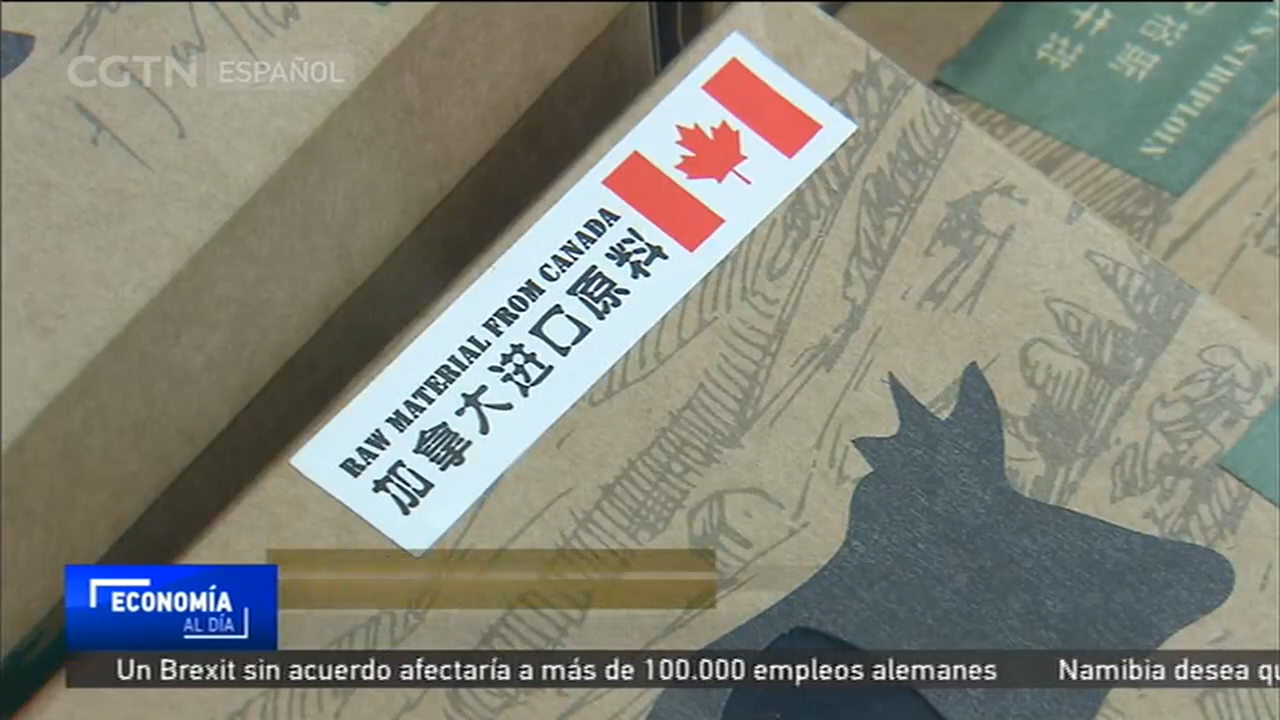 CGTN ESPAÑOL
STRIPLOIN
RAW MATERIAL FROM CANADA
加拿大进口原料
ECONOMÍA
AL DÍA
Un Brexit sin acuerdo afectaría a más de 100.000 empleos alemanes Namibia desea